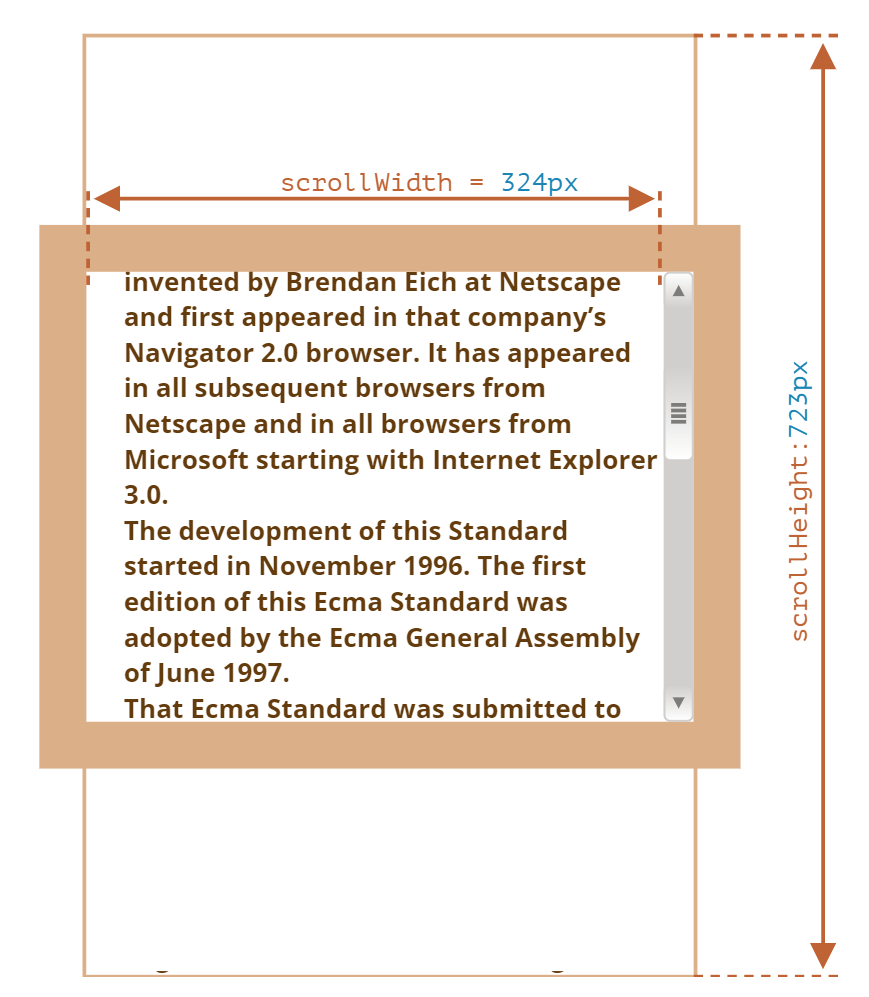 scrollWidth = 324px
invented by Brendan Eich at Netscape
and first appeared in that company’s
Navigator 2.0 browser. It has appeared
in all subsequent browsers from
Netscape and in all browsers from
Microsoft starting with Internet Explorer
3.0.
The development of this Standard
started in November 1996. The first
edition of this Ecma Standard was
adopted by the Ecma General Assembly
of June 1997.
That Ecma Standard was submitted to
scrollHeight:723px